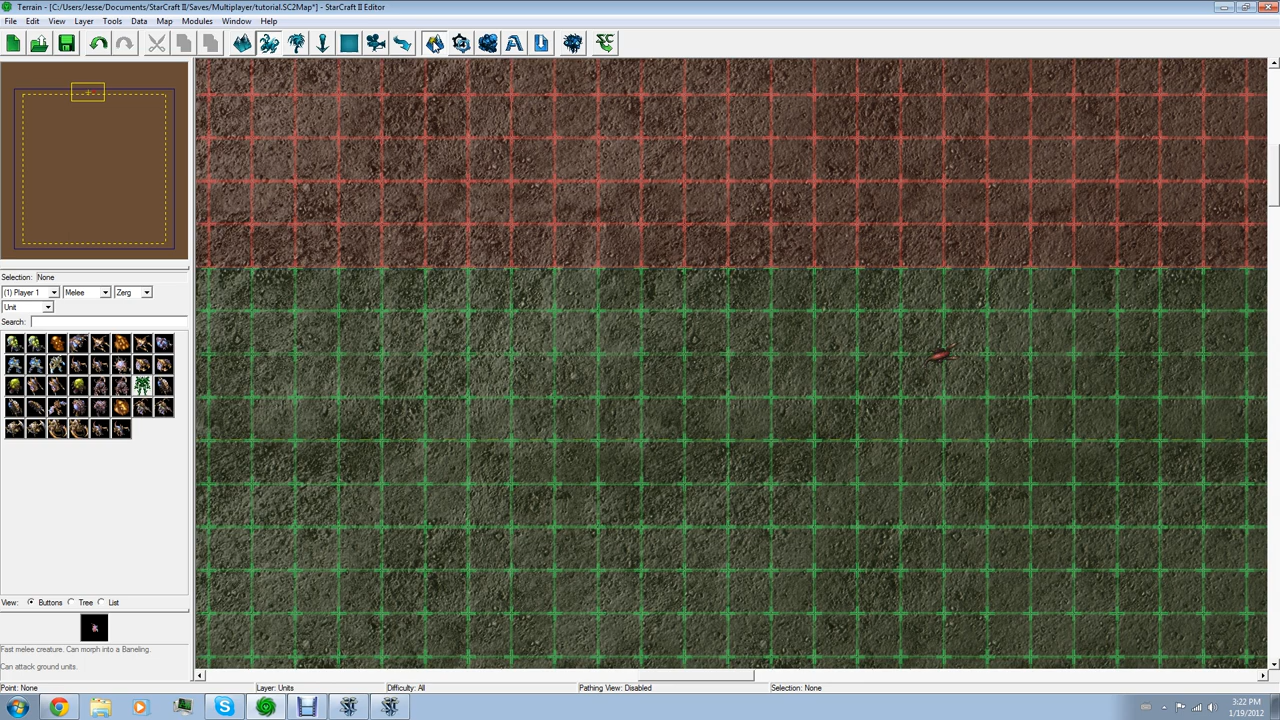 Terrain - [C:/Users/Jesse/Documents/StarCraft II/Saves/Multiplayer/tutorial.SC2Map*] - StarCraft II Editor
File Edit View Layer Tools Data Map Modules Window Help
Selection: None
(1) Player 1 Melee Zerg
Unit
Search:
View: Buttons Tree List
Fast melee creature. Can morph into a Baneling.
Can attack ground units.
Point: None Layer: Units Difficulty: All Pathing View: Disabled Selection: None
3:22 PM
1/19/2012